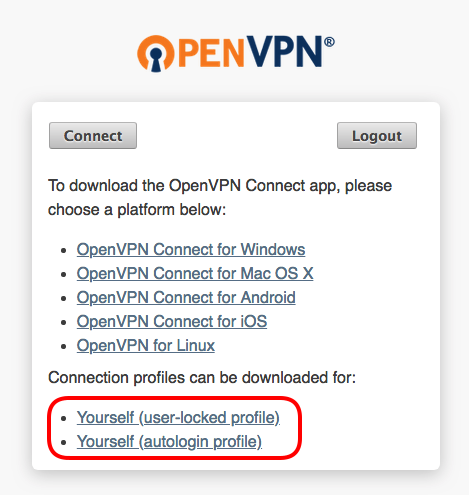 OPENVPN®
Connect
Logout
To download the OpenVPN Connect app, please
choose a platform below:
OpenVPN Connect for Windows
OpenVPN Connect for Mac OS X
OpenVPN Connect for Android
OpenVPN Connect for iOS
OpenVPN for Linux
Connection profiles can be downloaded for:
Yourself (user-locked profile)
Yourself (autologin profile)